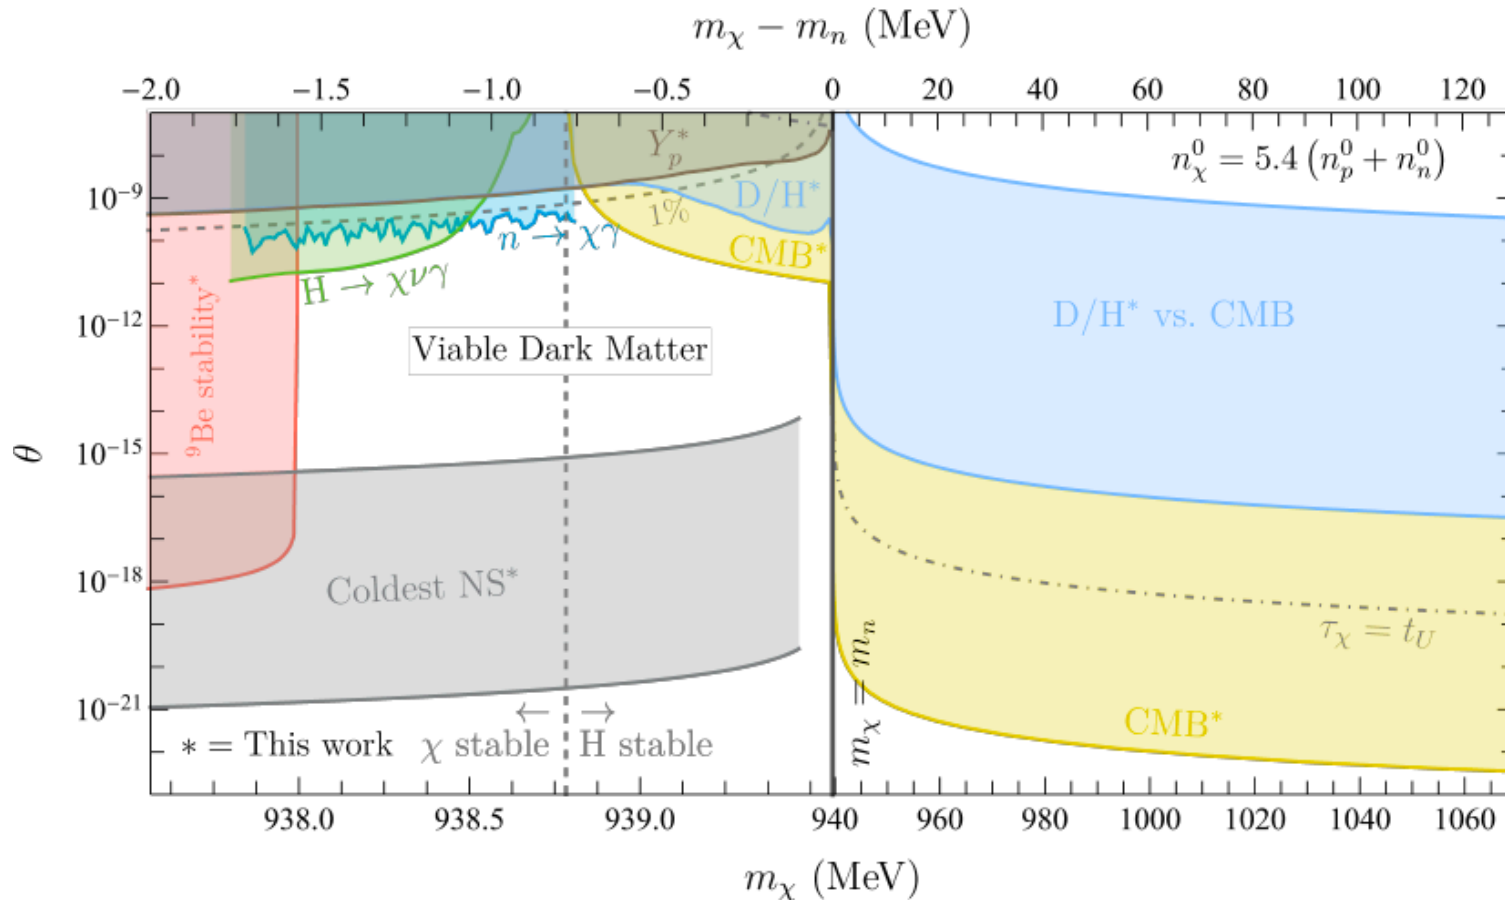 m_χ − m_n (MeV)
−2.0 −1.5 −1.0 −0.5 0 20 40 60 80 100 120
n_χ^0 = 5.4 (n_p^0 + n_n^0)
Y_p^*
10^−9
D/H*
1%
n → χγ
CMB*
H → χνγ
D/H* vs. CMB
10^−12
Viable Dark Matter
^9Be stability*
θ
10^−15
10^−18
Coldest NS*
τ_χ = t_U
m_χ = m_n
10^−21
CMB*
← →
* = This work
χ stable
H stable
938.0 938.5 939.0 940 960 980 1000 1020 1040 1060
m_χ (MeV)